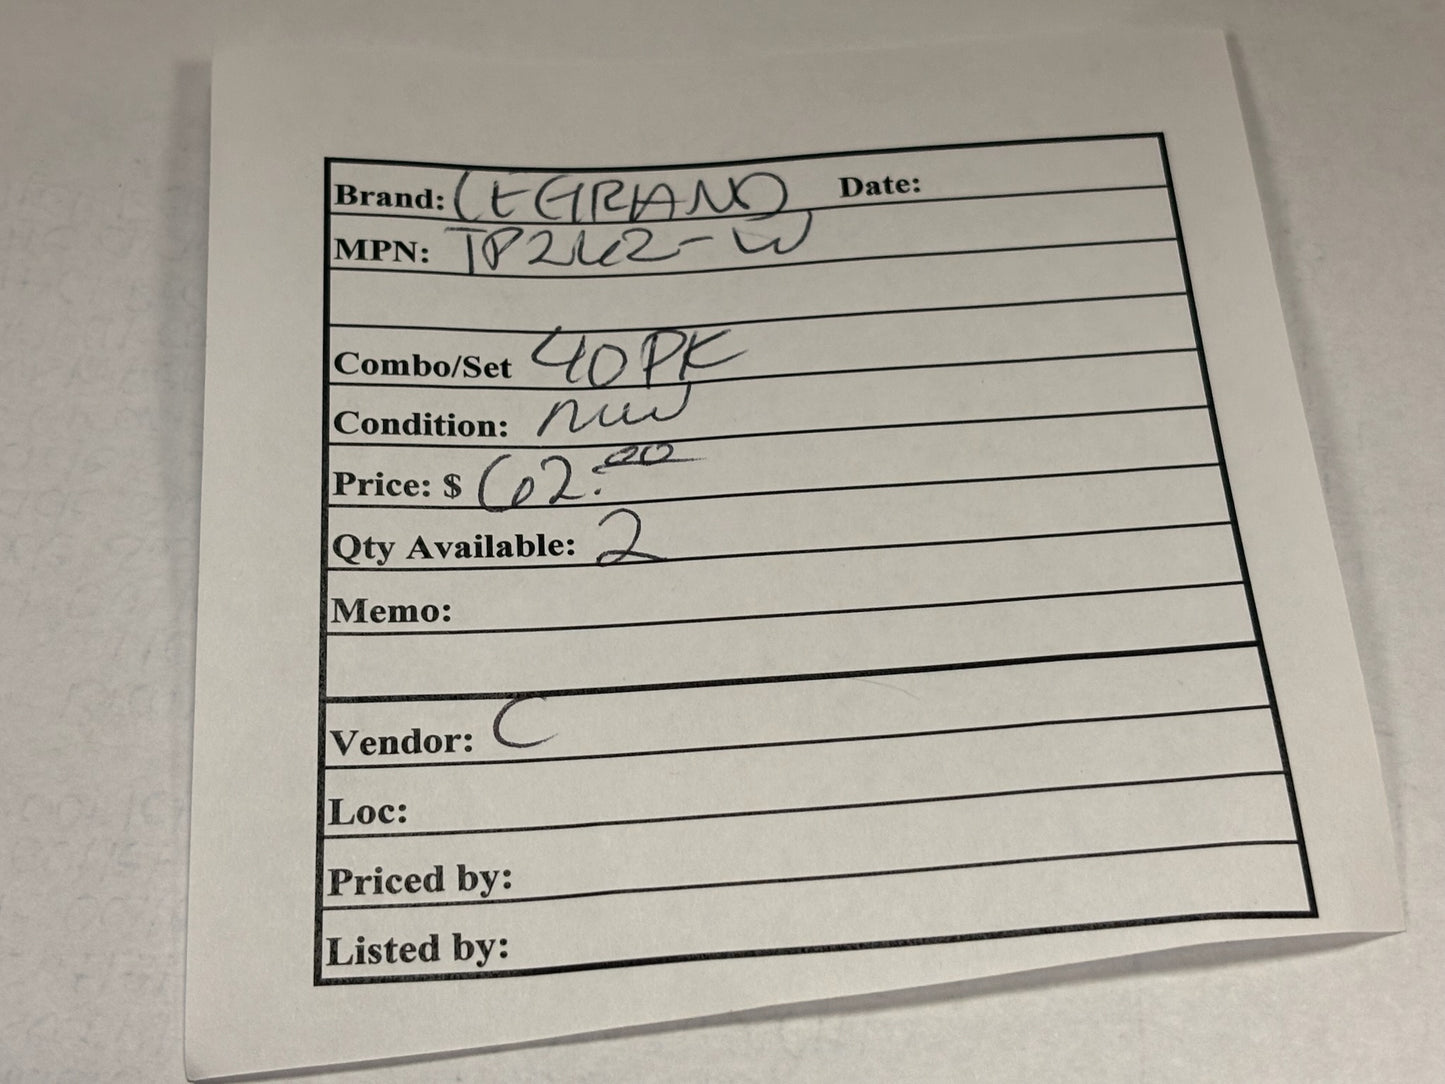 Brand: LEGRAND Date:
MPN: TP262-W
Combo/Set 40PK
Condition: new
Price: $ 62.00
Qty Available: 2
Memo:
Vendor: C
Loc:
Priced by:
Listed by: